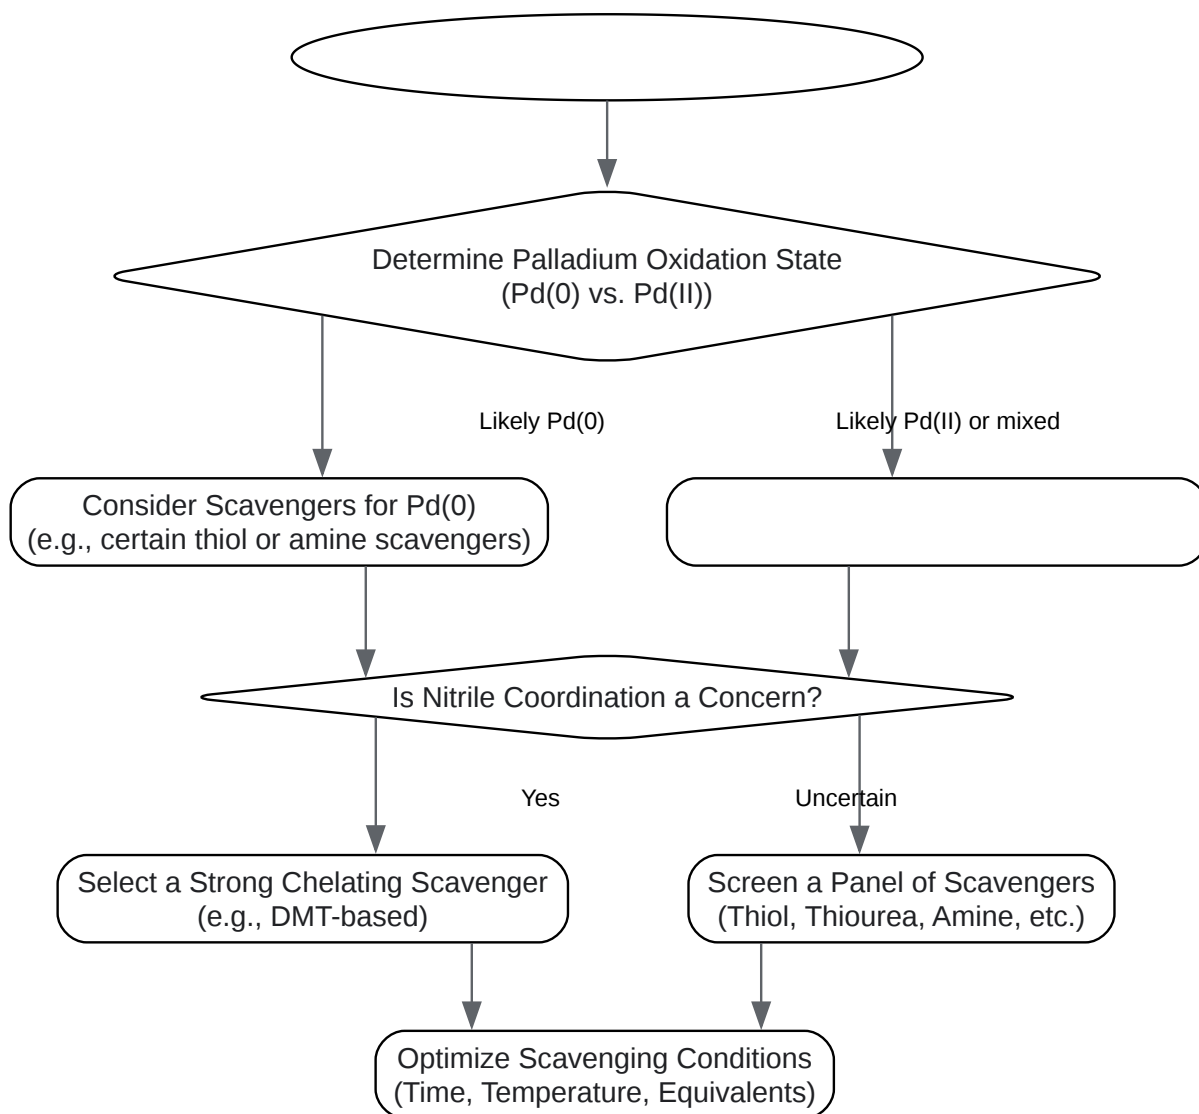 Determine Palladium Oxidation State
(Pd(0) vs. Pd(II))
Likely Pd(0)
Likely Pd(II) or mixed
Consider Scavengers for Pd(0)
(e.g., certain thiol or amine scavengers)
Is Nitrile Coordination a Concern?
Yes
Uncertain
Select a Strong Chelating Scavenger
(e.g., DMT-based)
Screen a Panel of Scavengers
(Thiol, Thiourea, Amine, etc.)
Optimize Scavenging Conditions
(Time, Temperature, Equivalents)